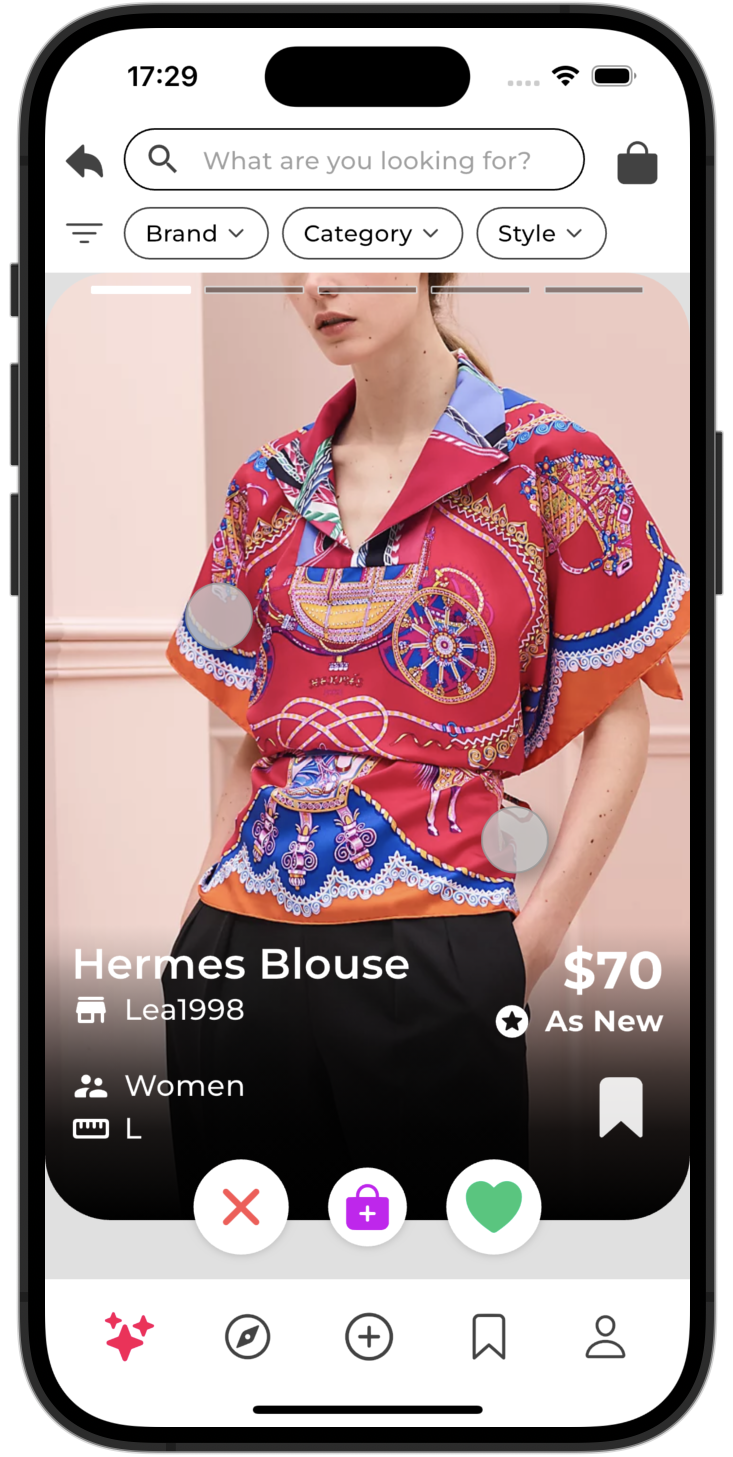 17:29
What are you looking for?
Brand Category Style
Hermes Blouse $70
Lea1998 As New
Women
L